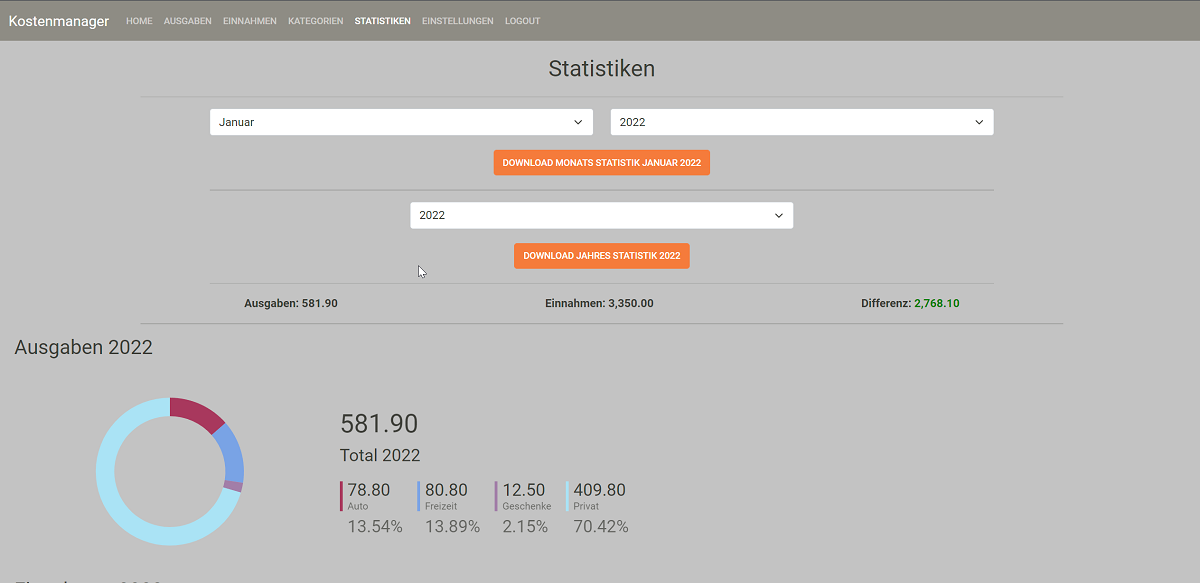 Kostenmanager HOME AUSGABEN EINNAHMEN KATEGORIEN STATISTIKEN EINSTELLUNGEN LOGOUT
Statistiken
Januar 2022
DOWNLOAD MONATS STATISTIK JANUAR 2022
2022
DOWNLOAD JAHRES STATISTIK 2022
Ausgaben: 581.90 Einnahmen: 3,350.00 Differenz: 2,768.10
Ausgaben 2022
581.90
Total 2022
78.80 80.80 12.50 409.80
Auto Freizeit Geschenke Privat
13.54% 13.89% 2.15% 70.42%